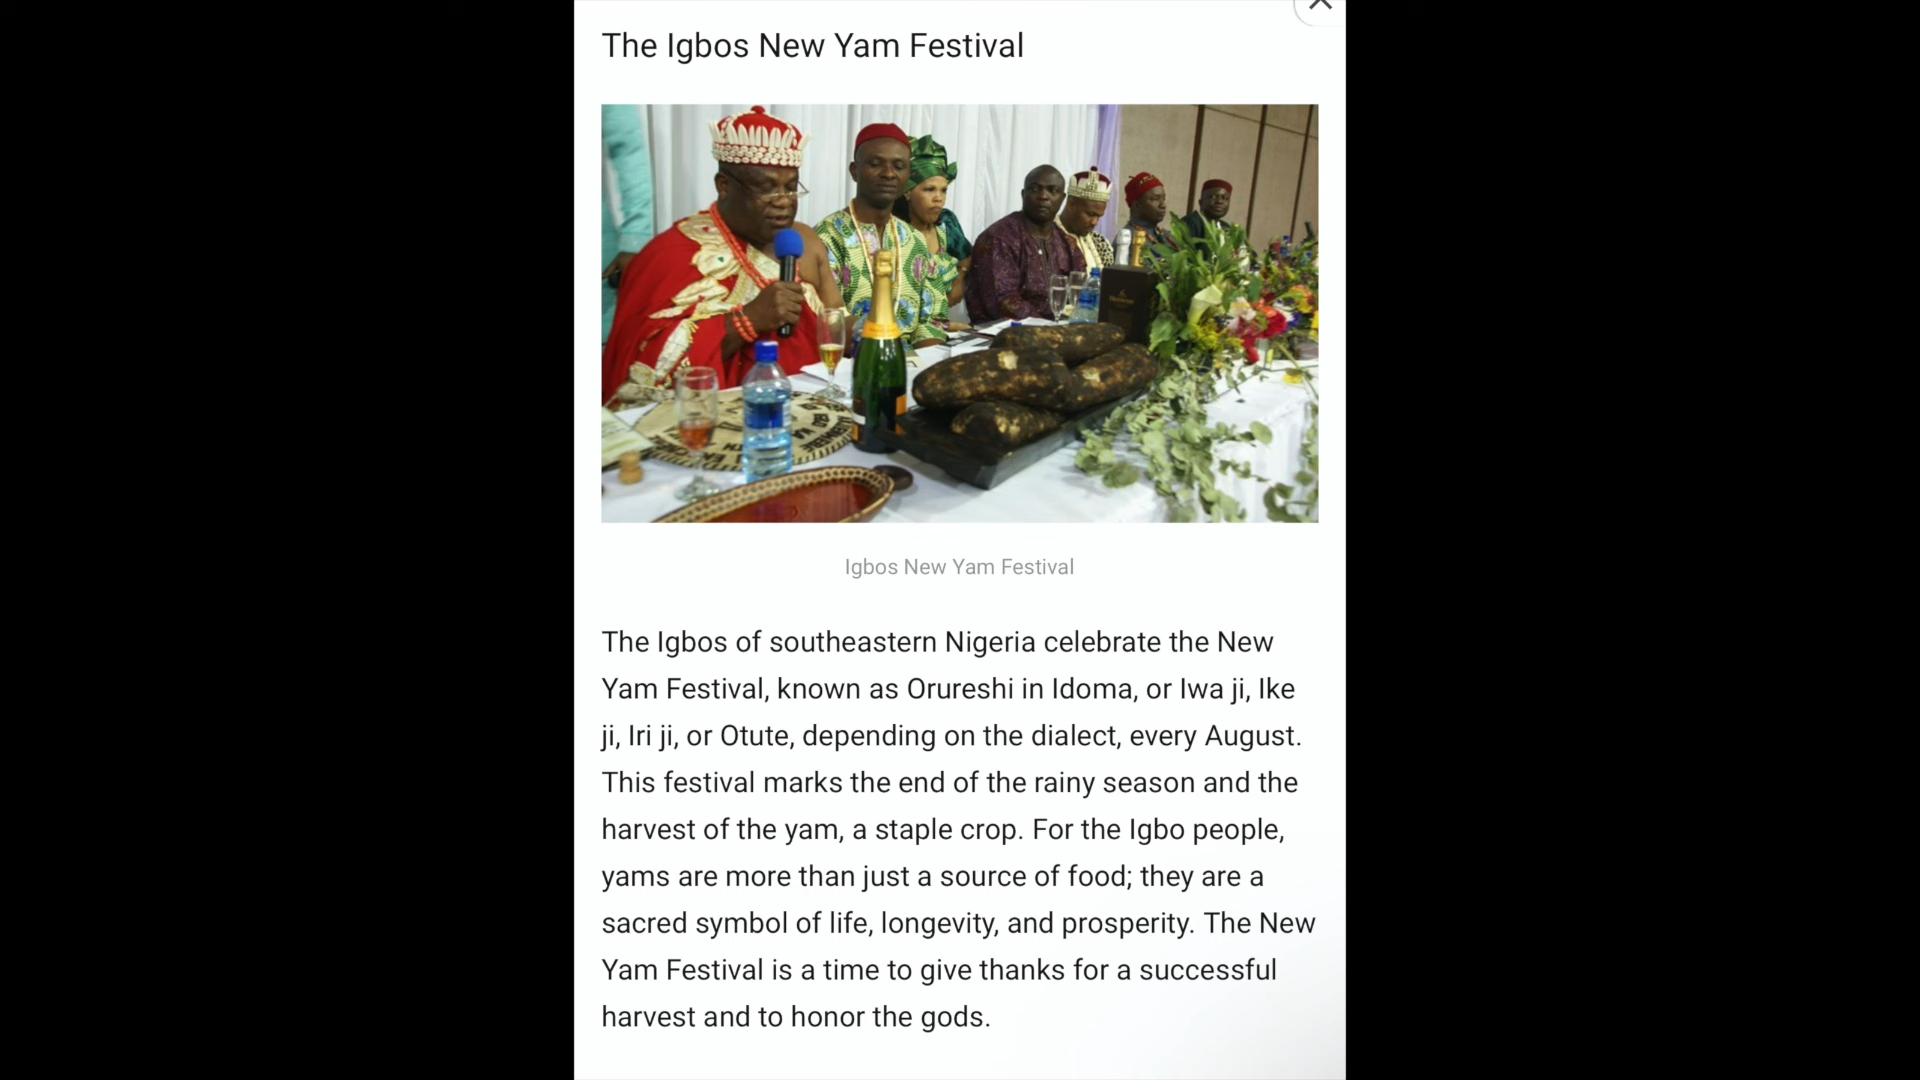 The Igbos New Yam Festival
Hennessy
Igbos New Yam Festival
The Igbos of southeastern Nigeria celebrate the New
Yam Festival, known as Orureshi in Idoma, or Iwa ji, Ike
ji, Iri ji, or Otute, depending on the dialect, every August.
This festival marks the end of the rainy season and the
harvest of the yam, a staple crop. For the Igbo people,
yams are more than just a source of food; they are a
sacred symbol of life, longevity, and prosperity. The New
Yam Festival is a time to give thanks for a successful
harvest and to honor the gods.